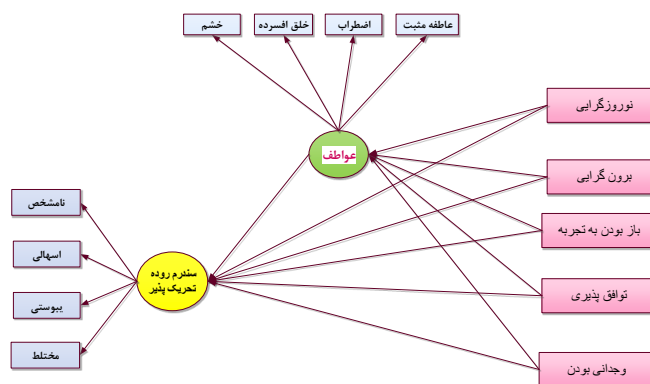 عاطفه مثبت
اضطراب
خلق افسرده
خشم
نوروزگرایی
عواطف
برون گرایی
نامشخص
باز بودن به تجربه
اسهالی
سندرم روده
تحریک پذیر
توافق پذیری
یبوستی
مختلط
وجدانی بودن